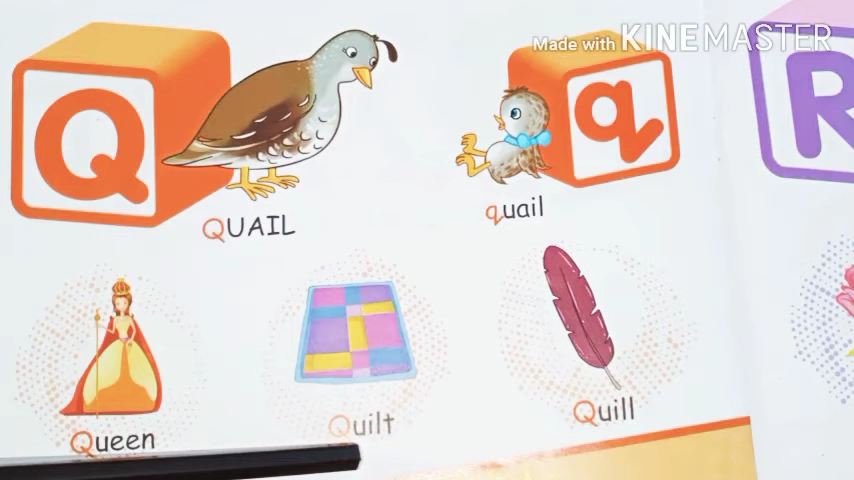 Made with KINEMASTER
Q
q
R
QUAIL
quail
Queen
Quilt
Quill